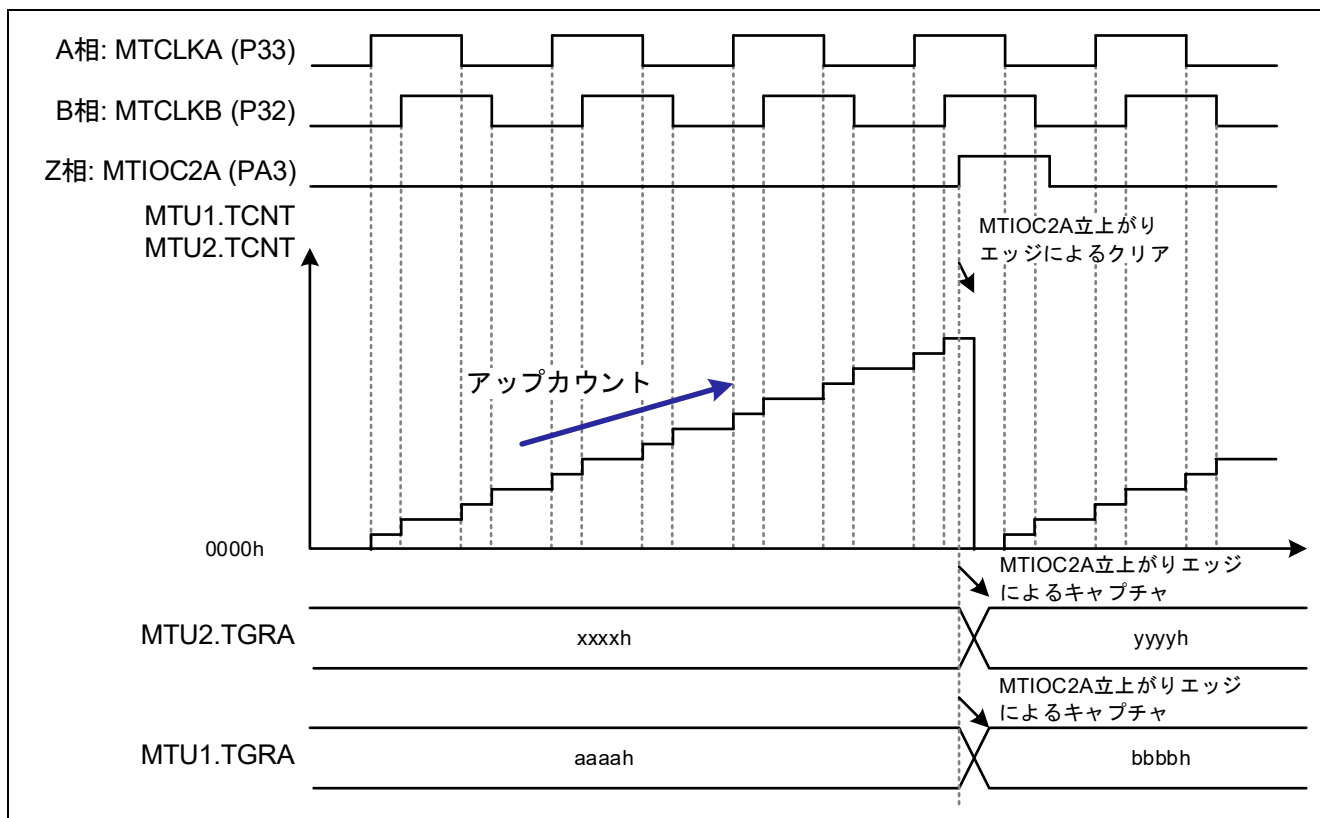 A相: MTCLKA (P33)
B相: MTCLKB (P32)
Z相: MTIOC2A (PA3)
MTU1.TCNT
MTU2.TCNT
MTIOC2A立上がり
エッジによるクリア
アップカウント
0000h
MTIOC2A立上がりエッジ
によるキャプチャ
MTU2.TGRA
xxxxh
yyyyh
MTIOC2A立上がりエッジ
によるキャプチャ
MTU1.TGRA
aaaah
bbbbh